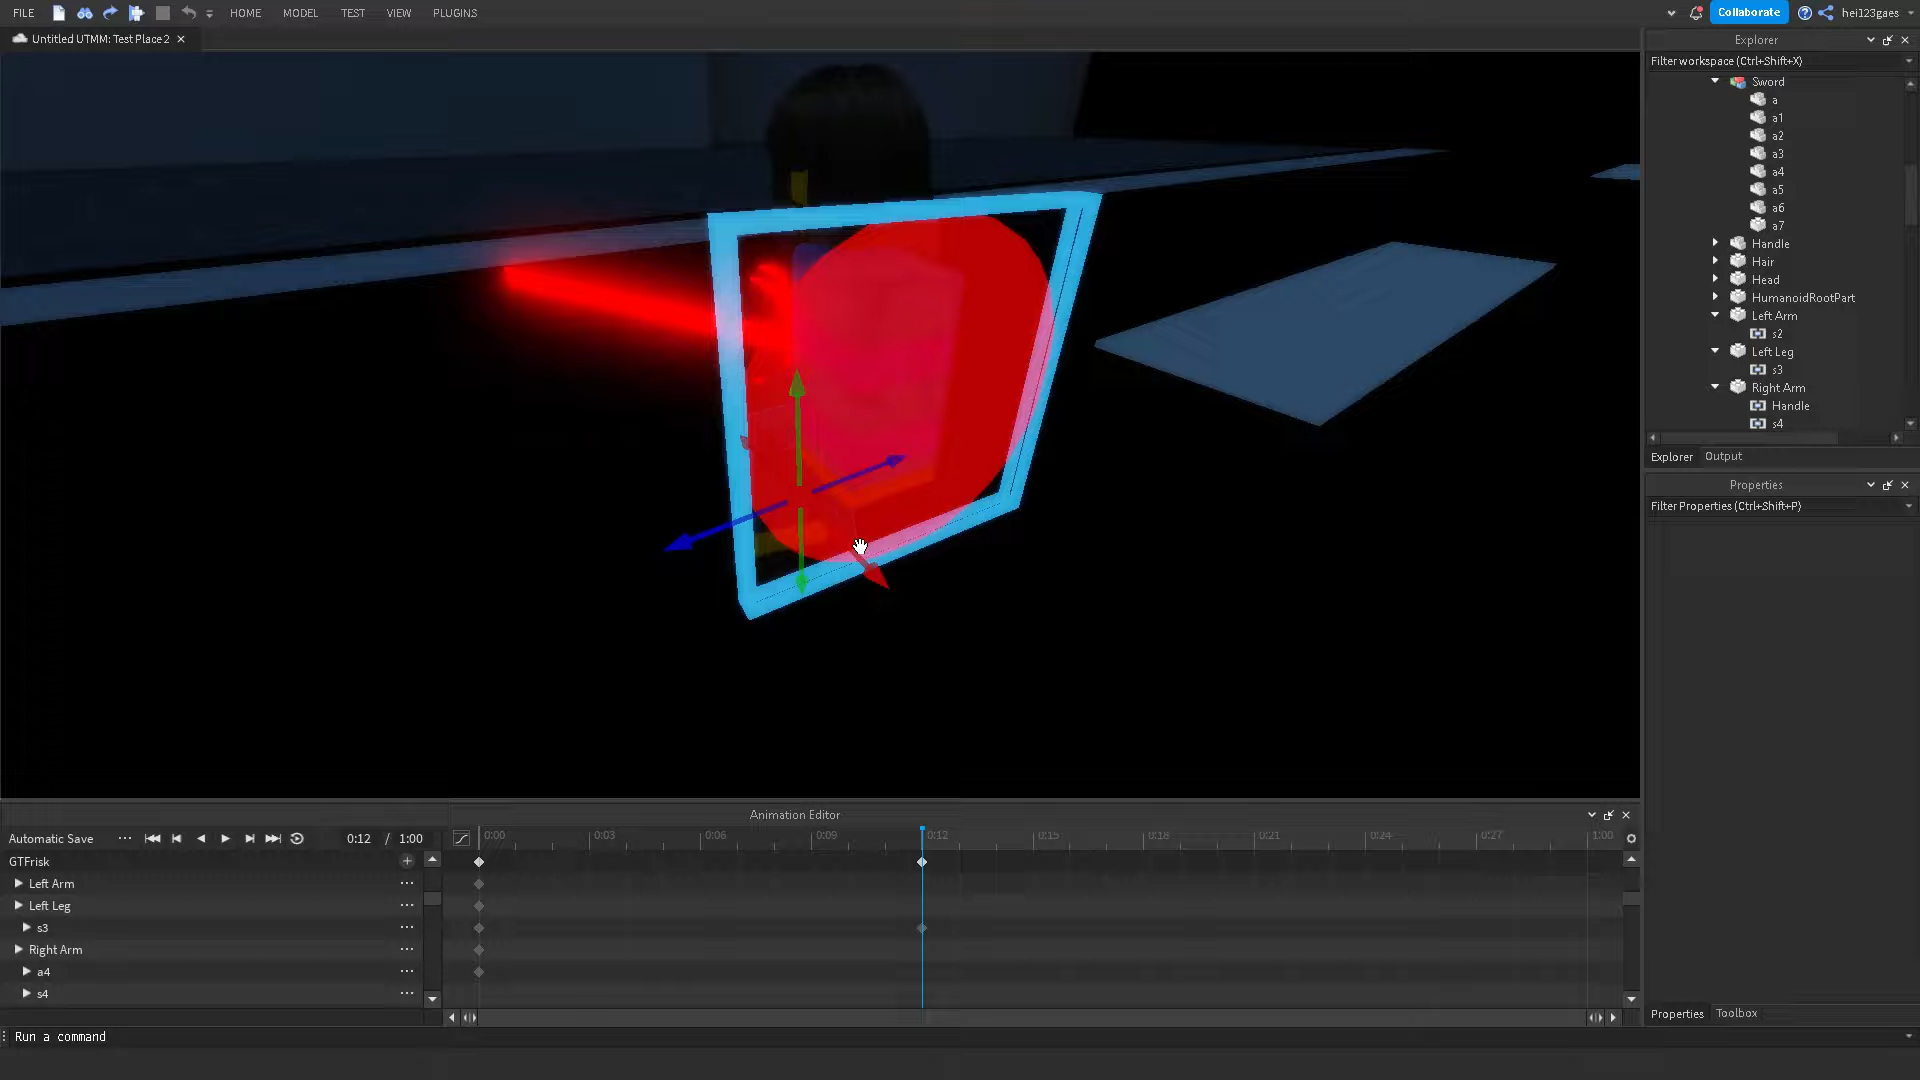 FILE HOME MODEL TEST VIEW PLUGINS Collaborate hei123gaes
Untitled UTMM: Test Place 2
Explorer
Filter workspace (Ctrl+Shift+X)
Sword
a
a1
a2
a3
a4
a5
a6
a7
Handle
Hair
Head
HumanoidRootPart
Left Arm
s2
Left Leg
s3
Right Arm
Handle
s4
Explorer Output
Properties
Filter Properties (Ctrl+Shift+P)
Animation Editor
Automatic Save 0:12 / 1:00 0:00 0:03 0:06 0:09 0:12 0:15 0:18 0:21 0:24 0:27 1:00
GTFrisk
Left Arm
Left Leg
s3
Right Arm
a4
s4
Properties Toolbox
Run a command